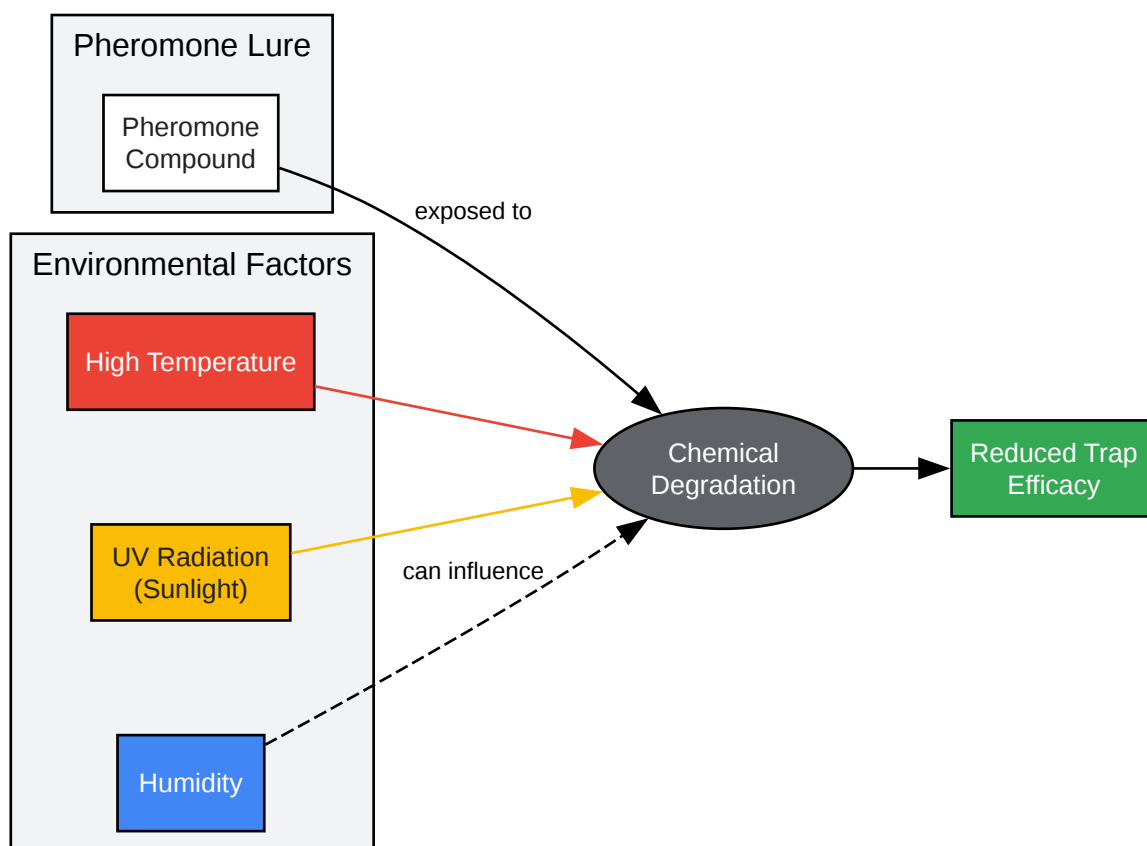 Pheromone Lure
Pheromone
Compound
exposed to
Environmental Factors
High Temperature
Chemical
Degradation
Reduced Trap
Efficacy
UV Radiation
(Sunlight)
can influence
Humidity